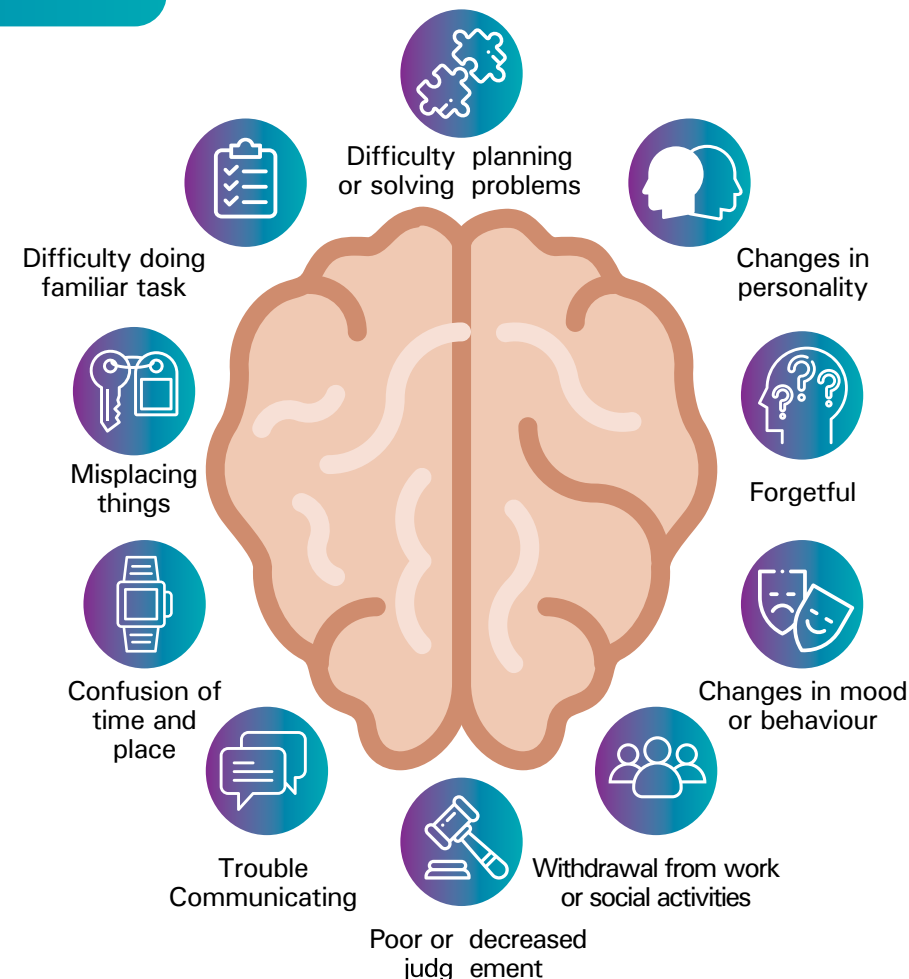 Difficulty planning
or solving problems
Changes in
personality
Forgetful
Changes in mood
or behaviour
Withdrawal from work
or social activities
Poor or decreased
judg ement
Trouble
Communicating
Confusion of
time and
place
Misplacing
things
Difficulty doing
familiar task